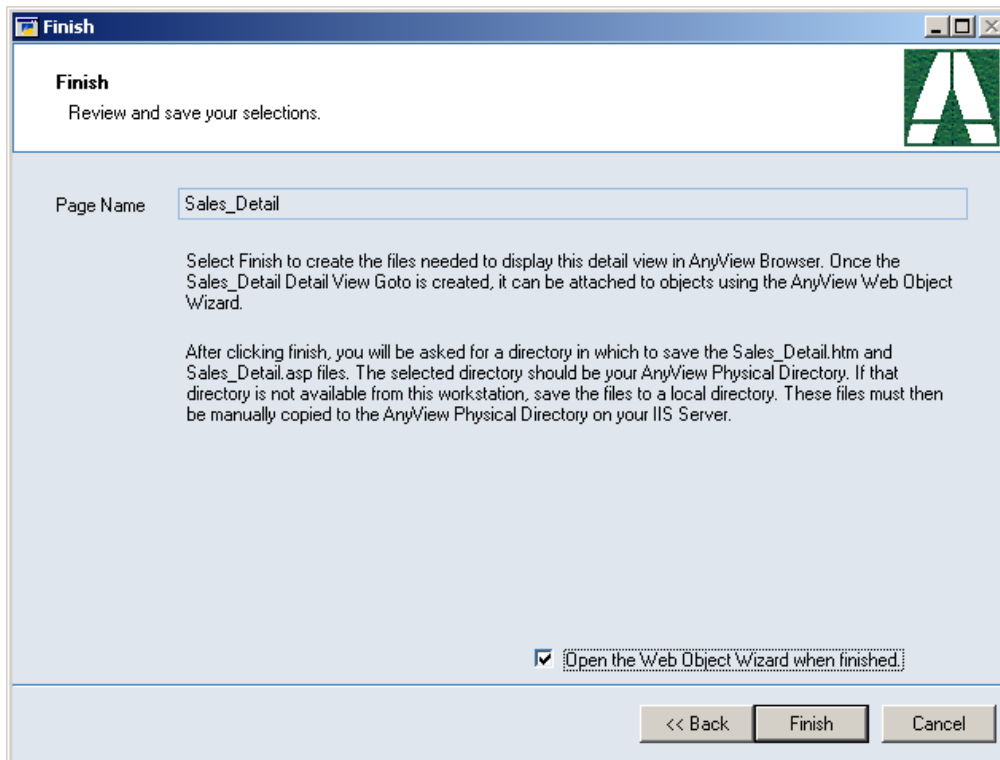 Finish
Finish
Review and save your selections.
Page Name
Sales_Detail
Select Finish to create the files needed to display this detail view in AnyView Browser. Once the
Sales_Detail Detail View Goto is created, it can be attached to objects using the AnyView Web Object
Wizard.
After clicking finish, you will be asked for a directory in which to save the Sales_Detail.htm and
Sales_Detail.asp files. The selected directory should be your AnyView Physical Directory. If that
directory is not available from this workstation, save the files to a local directory. These files must then
be manually copied to the AnyView Physical Directory on your IIS Server.
Open the Web Object Wizard when finished.
<< Back
Finish
Cancel